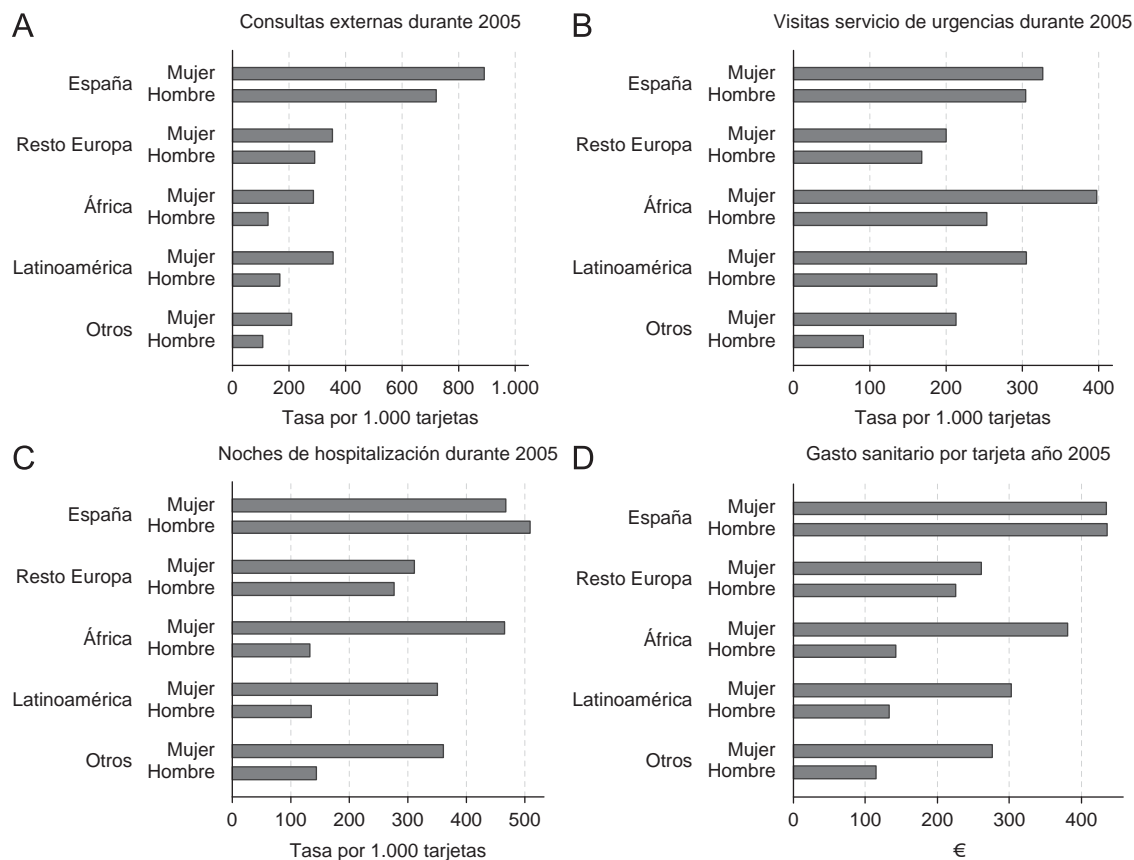 A
Consultas externas durante 2005
España
Mujer
Hombre
Resto Europa
Mujer
Hombre
África
Mujer
Hombre
Latinoamérica
Mujer
Hombre
Otros
Mujer
Hombre
0 200 400 600 800 1.000
Tasa por 1.000 tarjetas
B
Visitas servicio de urgencias durante 2005
España
Mujer
Hombre
Resto Europa
Mujer
Hombre
África
Mujer
Hombre
Latinoamérica
Mujer
Hombre
Otros
Mujer
Hombre
0 100 200 300 400
Tasa por 1.000 tarjetas
C
Noches de hospitalización durante 2005
España
Mujer
Hombre
Resto Europa
Mujer
Hombre
África
Mujer
Hombre
Latinoamérica
Mujer
Hombre
Otros
Mujer
Hombre
0 100 200 300 400 500
Tasa por 1.000 tarjetas
D
Gasto sanitario por tarjeta año 2005
España
Mujer
Hombre
Resto Europa
Mujer
Hombre
África
Mujer
Hombre
Latinoamérica
Mujer
Hombre
Otros
Mujer
Hombre
0 100 200 300 400
€